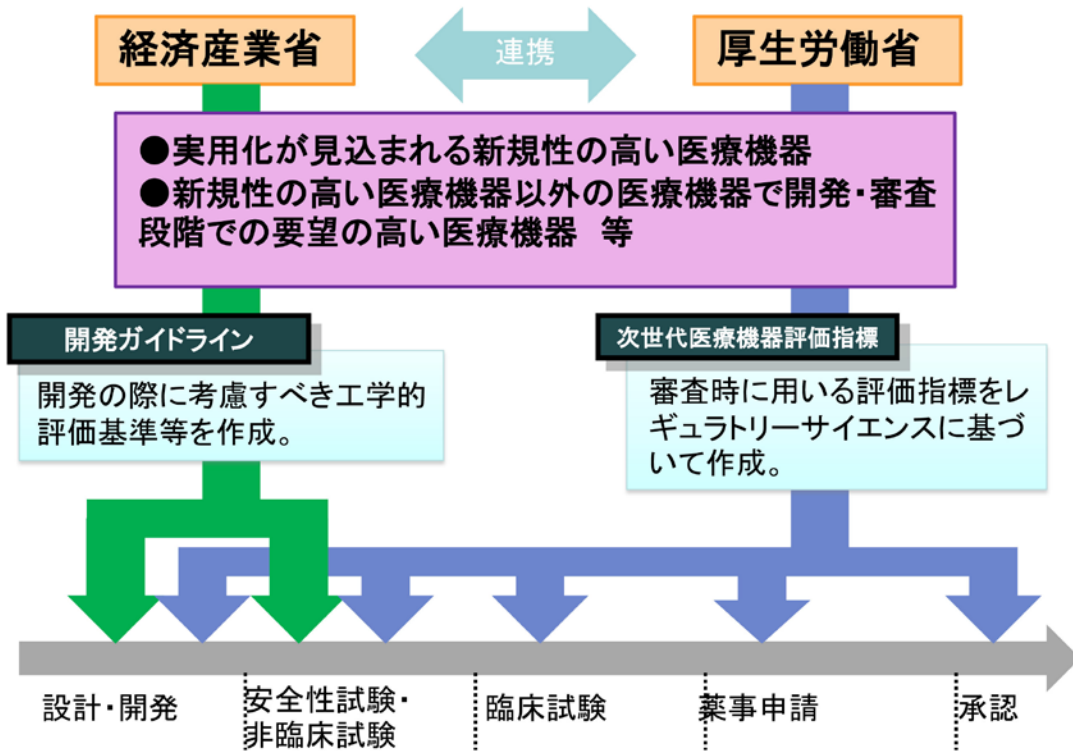 経済産業省
連携
厚生労働省
●実用化が見込まれる新規性の高い医療機器
●新規性の高い医療機器以外の医療機器で開発・審査
段階での要望の高い医療機器　等
開発ガイドライン
開発の際に考慮すべき工学的
評価基準等を作成。
次世代医療機器評価指標
審査時に用いる評価指標をレ
ギュラトリーサイエンスに基づ
いて作成。
設計・開発
安全性試験・
非臨床試験
臨床試験
薬事申請
承認